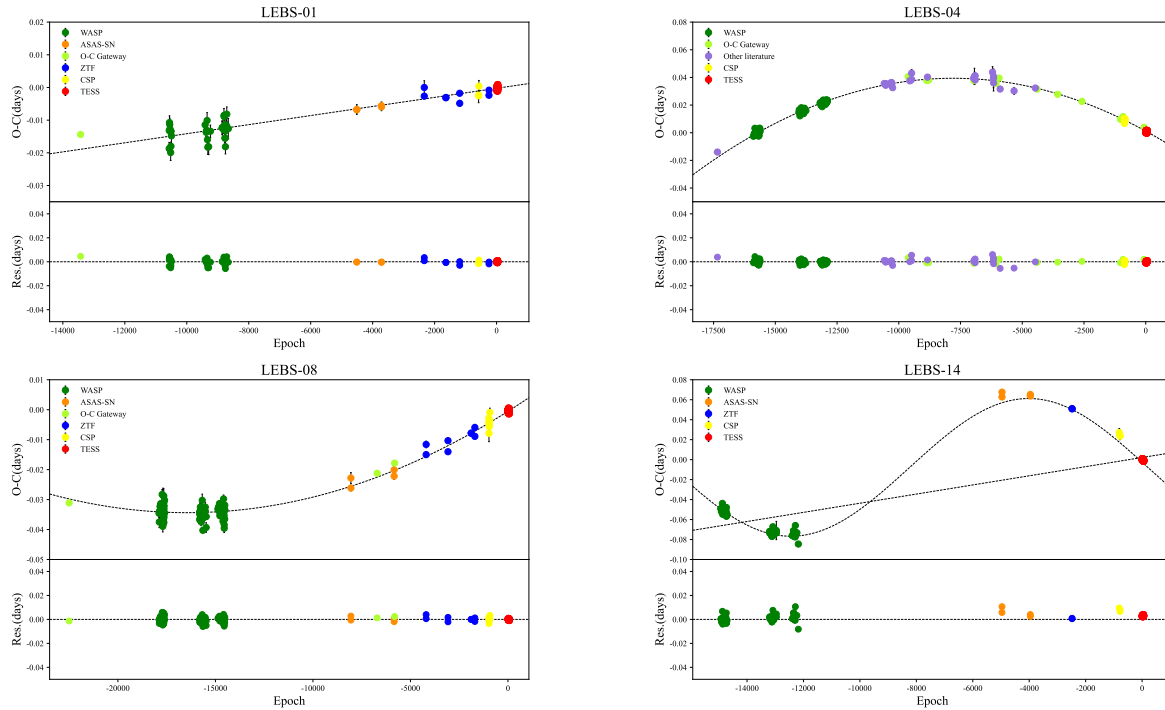 LEBS-01
0.02
0.01
0.00
-0.01
-0.02
-0.03
O-C(days)
WASP
ASAS-SN
O-C Gateway
ZTF
CSP
TESS
0.04
0.02
0.00
-0.02
-0.04
Res.(days)
-14000 -12000 -10000 -8000 -6000 -4000 -2000 0
Epoch
LEBS-04
0.08
0.06
0.04
0.02
0.00
-0.02
-0.04
O-C(days)
WASP
O-C Gateway
Other literature
CSP
TESS
0.04
0.02
0.00
-0.02
-0.04
Res.(days)
-17500 -15000 -12500 -10000 -7500 -5000 -2500 0
Epoch
LEBS-08
0.01
0.00
-0.01
-0.02
-0.03
-0.04
-0.05
O-C(days)
WASP
ASAS-SN
O-C Gateway
ZTF
CSP
TESS
0.04
0.02
0.00
-0.02
-0.04
Res.(days)
-20000 -15000 -10000 -5000 0
Epoch
LEBS-14
0.08
0.06
0.04
0.02
0.00
-0.02
-0.04
-0.06
-0.08
-0.10
O-C(days)
WASP
ASAS-SN
ZTF
CSP
TESS
0.04
0.02
0.00
-0.02
-0.04
Res.(days)
-14000 -12000 -10000 -8000 -6000 -4000 -2000 0
Epoch